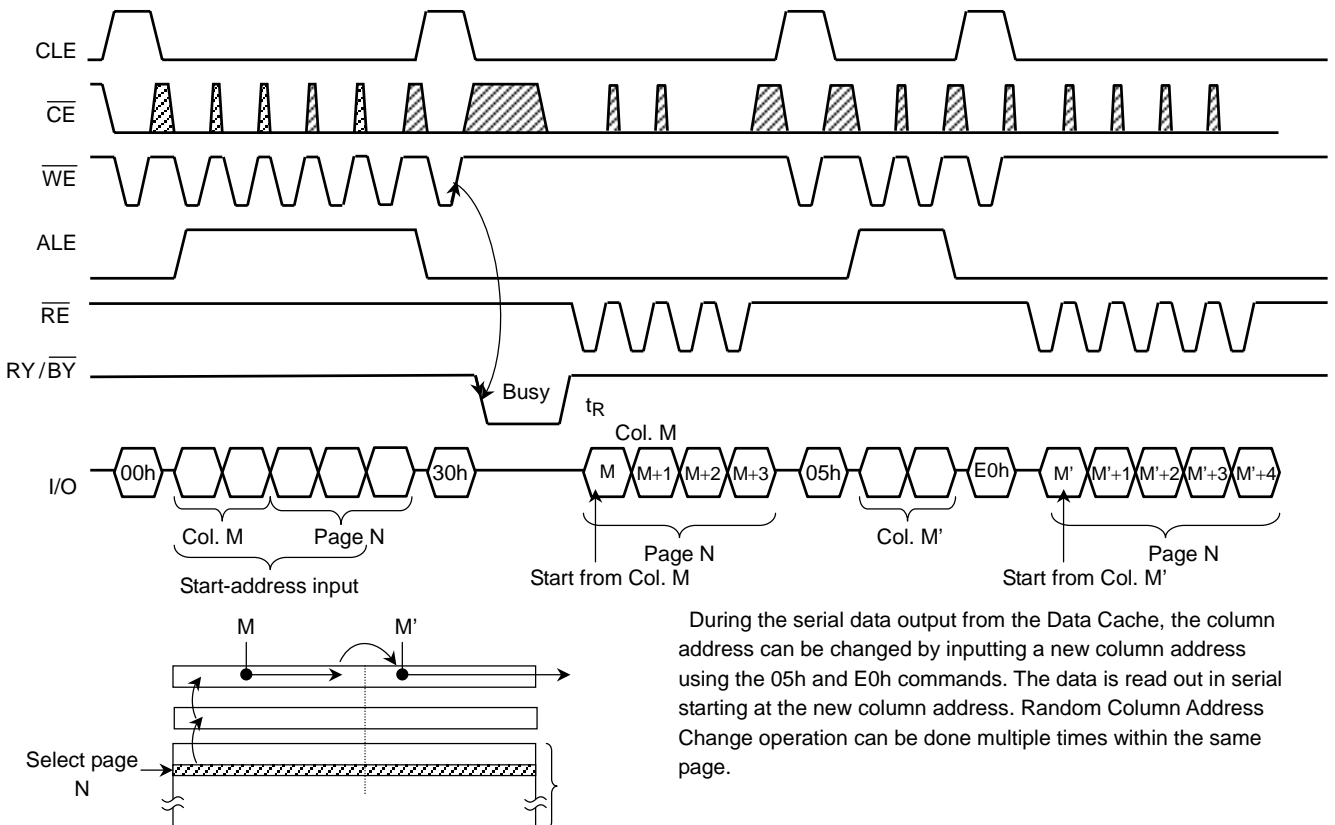 CLE
CE
WE
ALE
RE
RY/BY
Busy
tR
Col. M
I/O
00h
30h
M
M+1
M+2
M+3
05h
E0h
M'
M'+1
M'+2
M'+3
M'+4
Col. M
Page N
Page N
Col. M'
Page N
Start-address input
Start from Col. M
Start from Col. M'
M
M'
Select page
N
During the serial data output from the Data Cache, the column
address can be changed by inputting a new column address
using the 05h and E0h commands. The data is read out in serial
starting at the new column address. Random Column Address
Change operation can be done multiple times within the same
page.